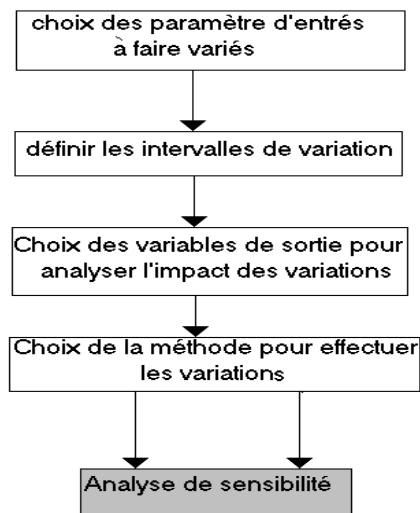 choix des paramètre d'entrés
à faire variés
définir les intervalles de variation
Choix des variables de sortie pour
analyser l'impact des variations
Choix de la méthode pour effectuer
les variations
Analyse de sensibilité